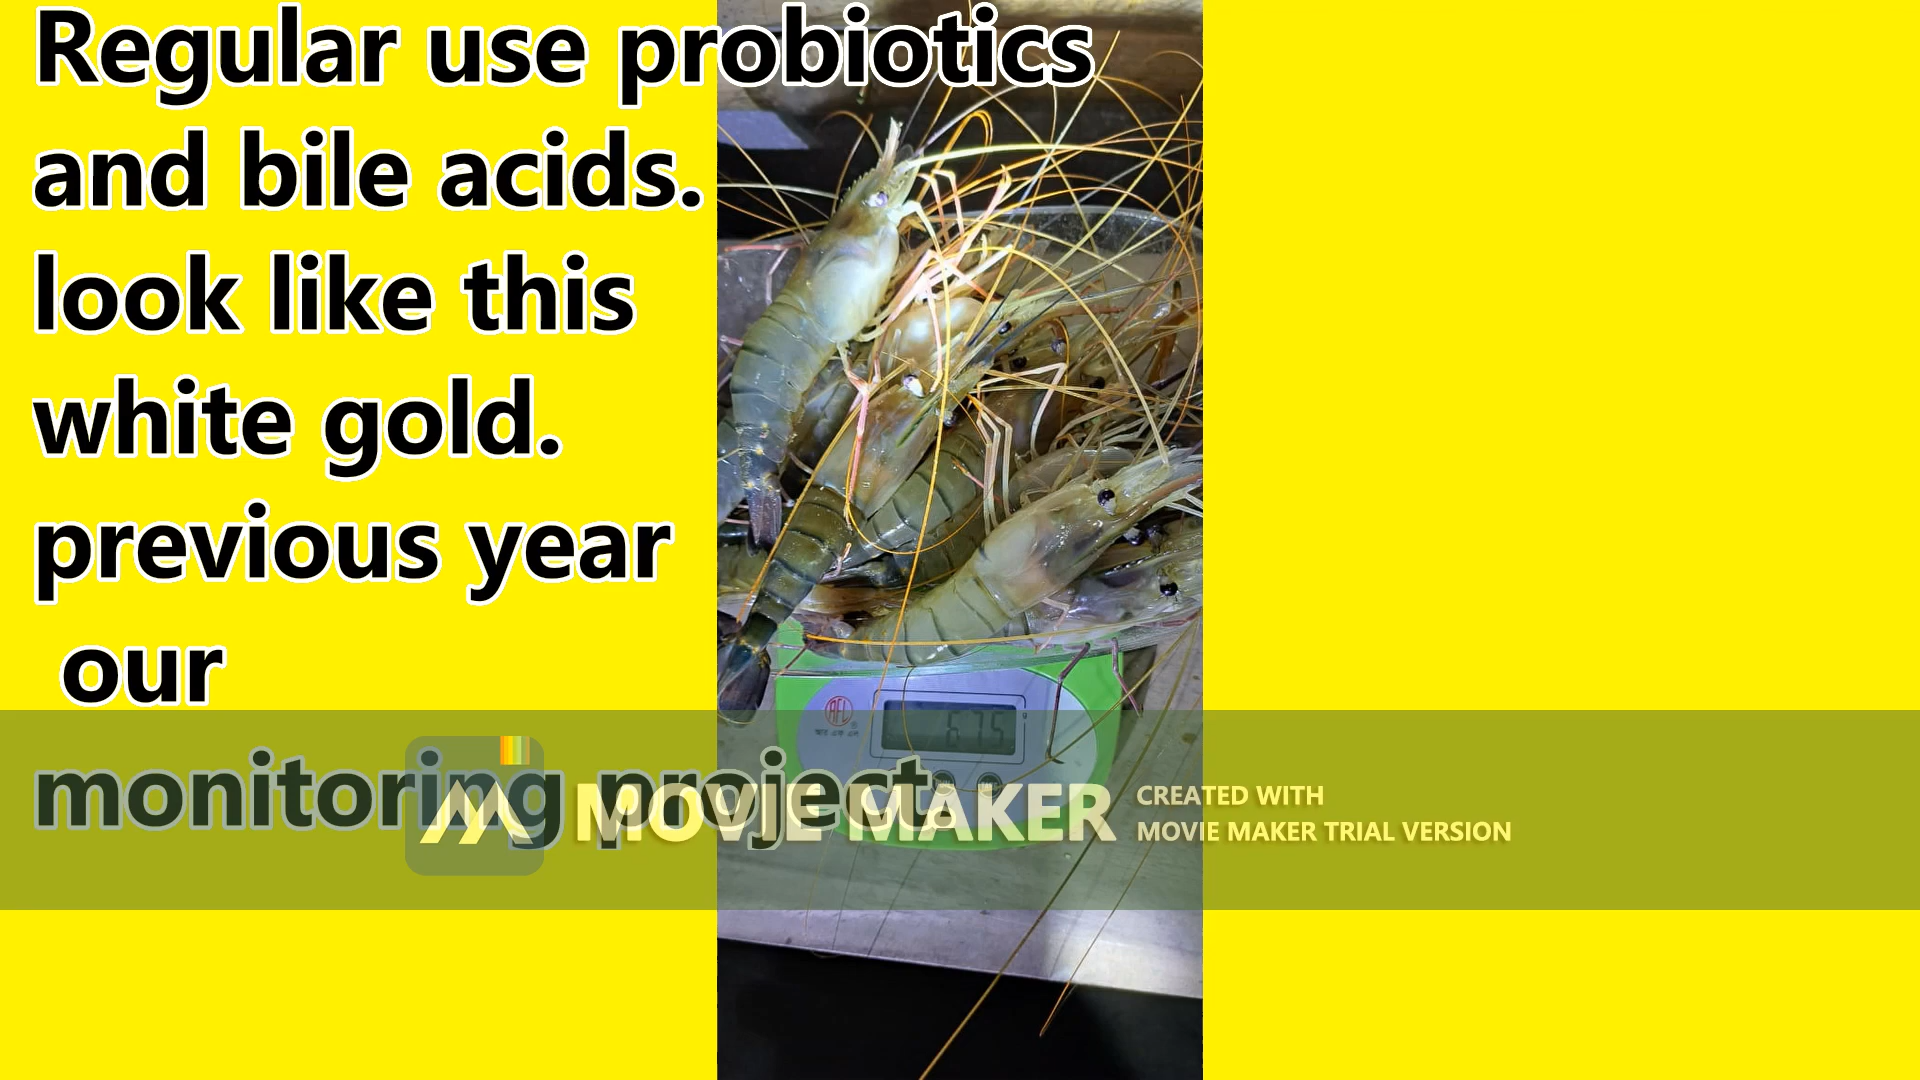 Regular use probiotics
and bile acids.
look like this
white gold.
previous year
our
monitoring project.
AFL
675
g
MOVIE MAKER
CREATED WITH
MOVIE MAKER TRIAL VERSION